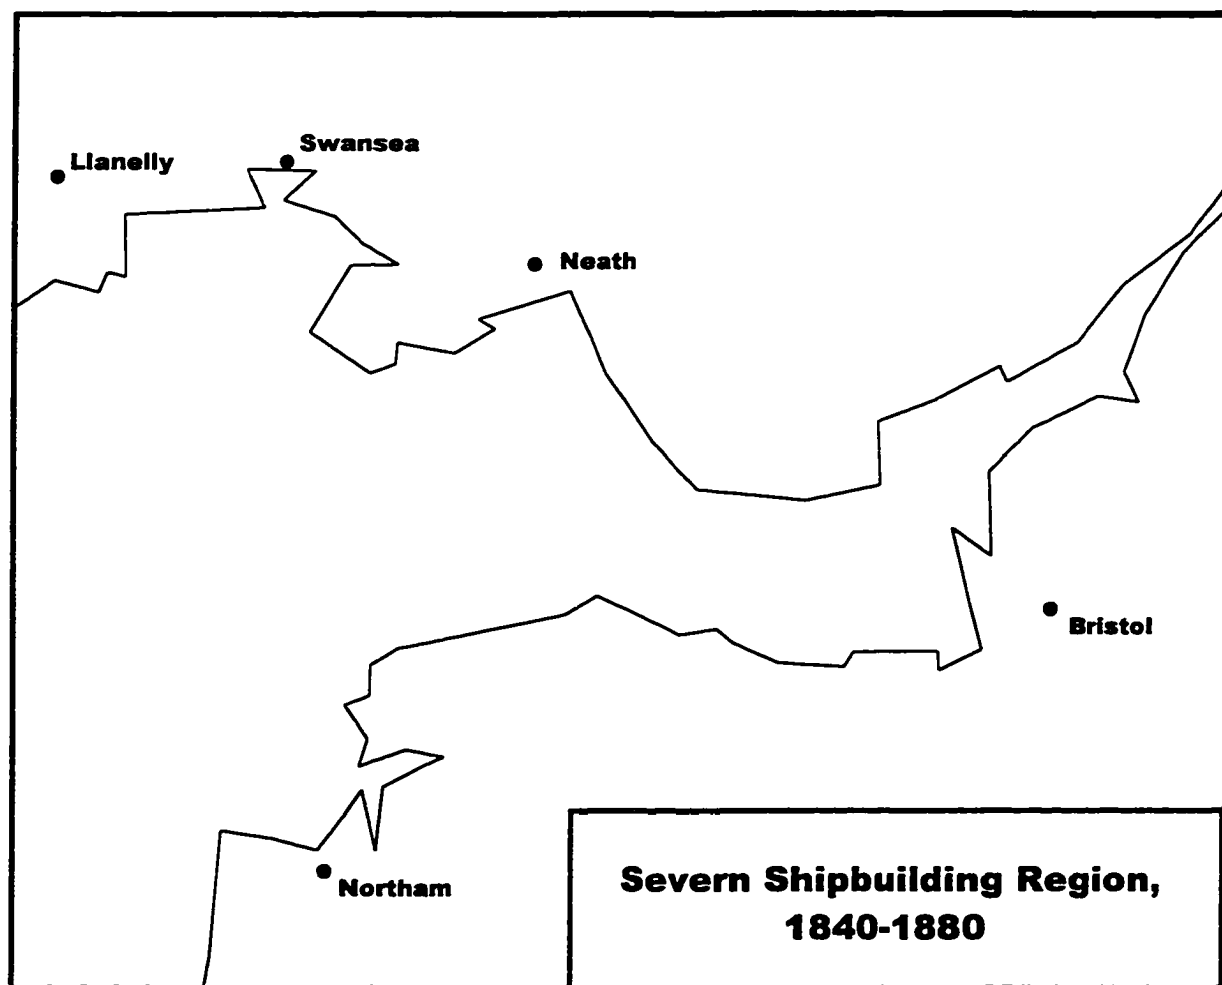 Swansea
Llanelly
Neath
Bristol
Northam
Severn Shipbuilding Region,
1840-1880